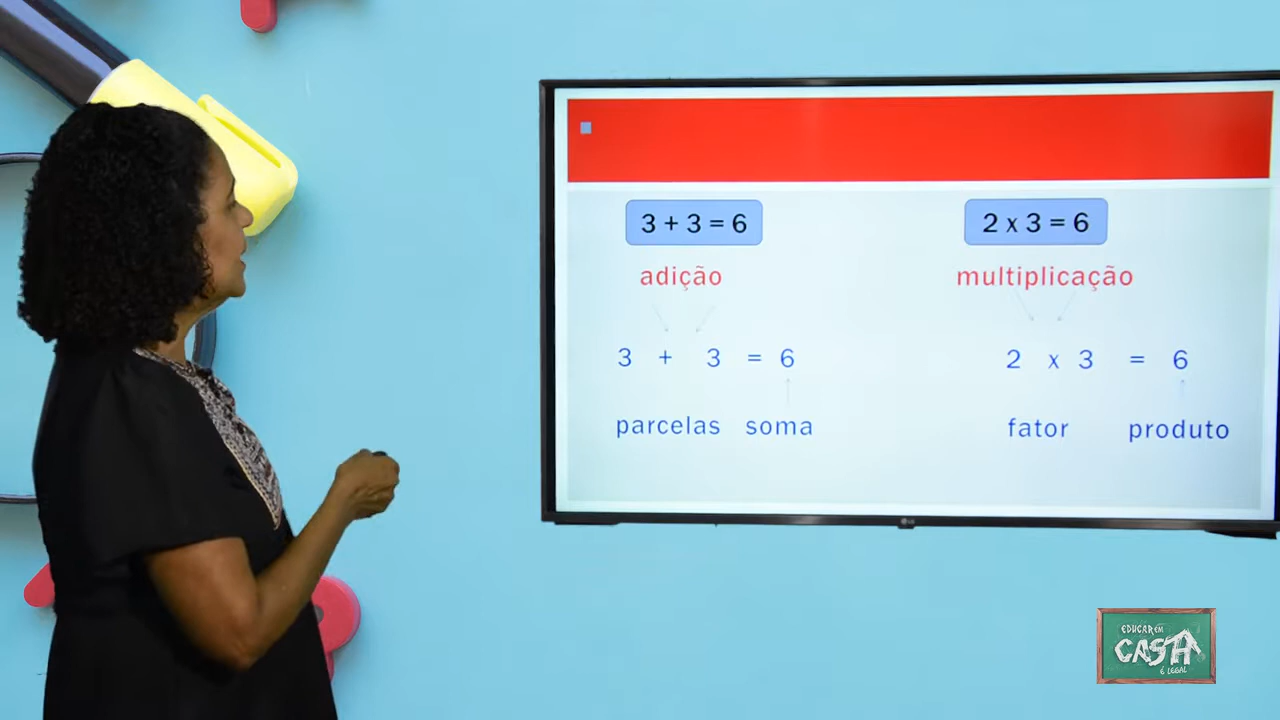 3 + 3 = 6
adição
3 + 3 = 6
parcelas soma
2 x 3 = 6
multiplicação
2 x 3 = 6
fator produto
LG
EDUCAR EM
CASA
É LEGAL